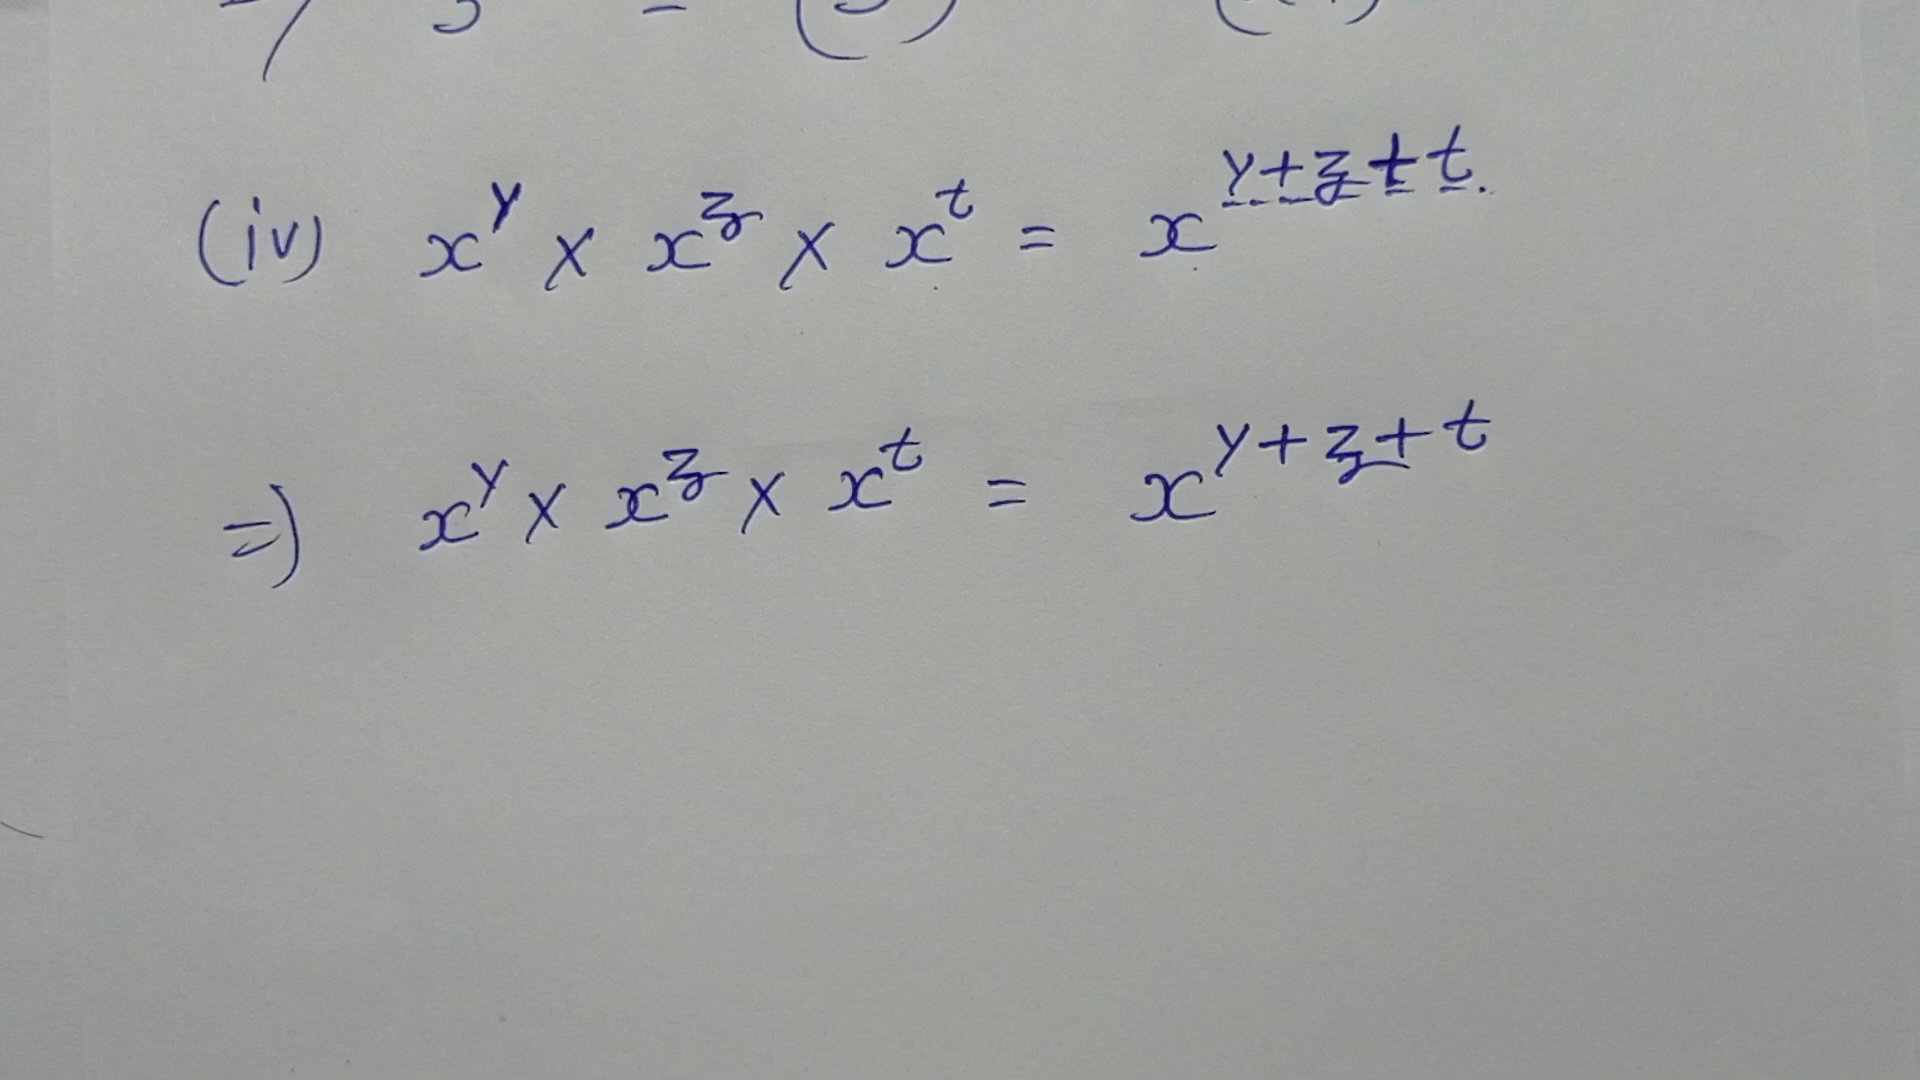 (iv) x^y × x^z × x^t = x^{y+z+t}.
⇒ x^y × x^z × x^t = x^{y+z+t}